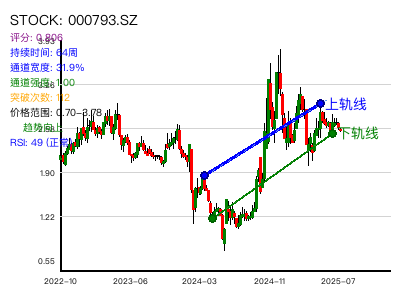 STOCK: 000793.SZ
评分: 0.806
持续时间: 64周
通道宽度: 31.9%
通道强度: 1.00
突破次数:
价格范围: 0.70-3.78
趋势向上
RSI: 49 (正常)
上轨线
下轨线
1.90
1.22
0.55
2022-10 2023-06 2024-03 2024-11 2025-07